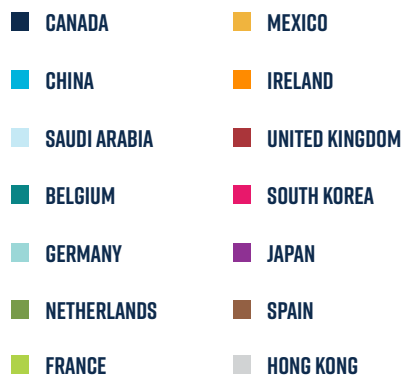 CANADA
CHINA
SAUDI ARABIA
BELGIUM
GERMANY
NETHERLANDS
FRANCE
MEXICO
IRELAND
UNITED KINGDOM
SOUTH KOREA
JAPAN
SPAIN
HONG KONG